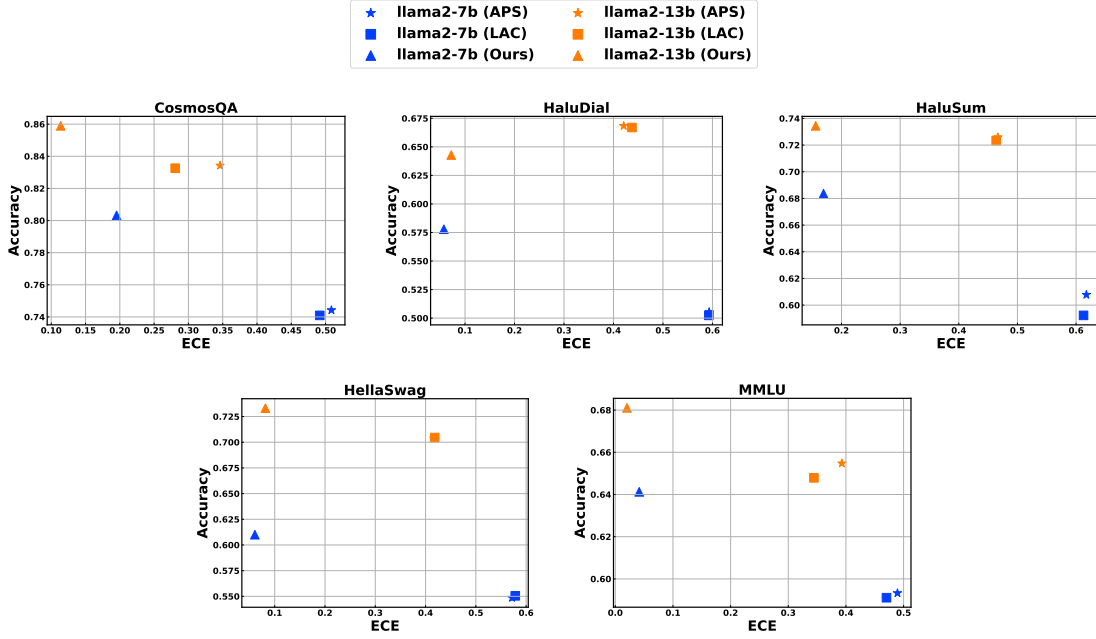 llama2-7b (APS) llama2-13b (APS)
llama2-7b (LAC) llama2-13b (LAC)
llama2-7b (Ours) llama2-13b (Ours)
CosmosQA
Accuracy
0.86
0.84
0.82
0.80
0.78
0.76
0.74
0.10 0.15 0.20 0.25 0.30 0.35 0.40 0.45 0.50
ECE
HaluDial
Accuracy
0.675
0.650
0.625
0.600
0.575
0.550
0.525
0.500
0.1 0.2 0.3 0.4 0.5 0.6
ECE
HaluSum
Accuracy
0.74
0.72
0.70
0.68
0.66
0.64
0.62
0.60
0.2 0.3 0.4 0.5 0.6
ECE
HellaSwag
Accuracy
0.725
0.700
0.675
0.650
0.625
0.600
0.575
0.550
0.1 0.2 0.3 0.4 0.5 0.6
ECE
MMLU
Accuracy
0.68
0.66
0.64
0.62
0.60
0.0 0.1 0.2 0.3 0.4 0.5
ECE